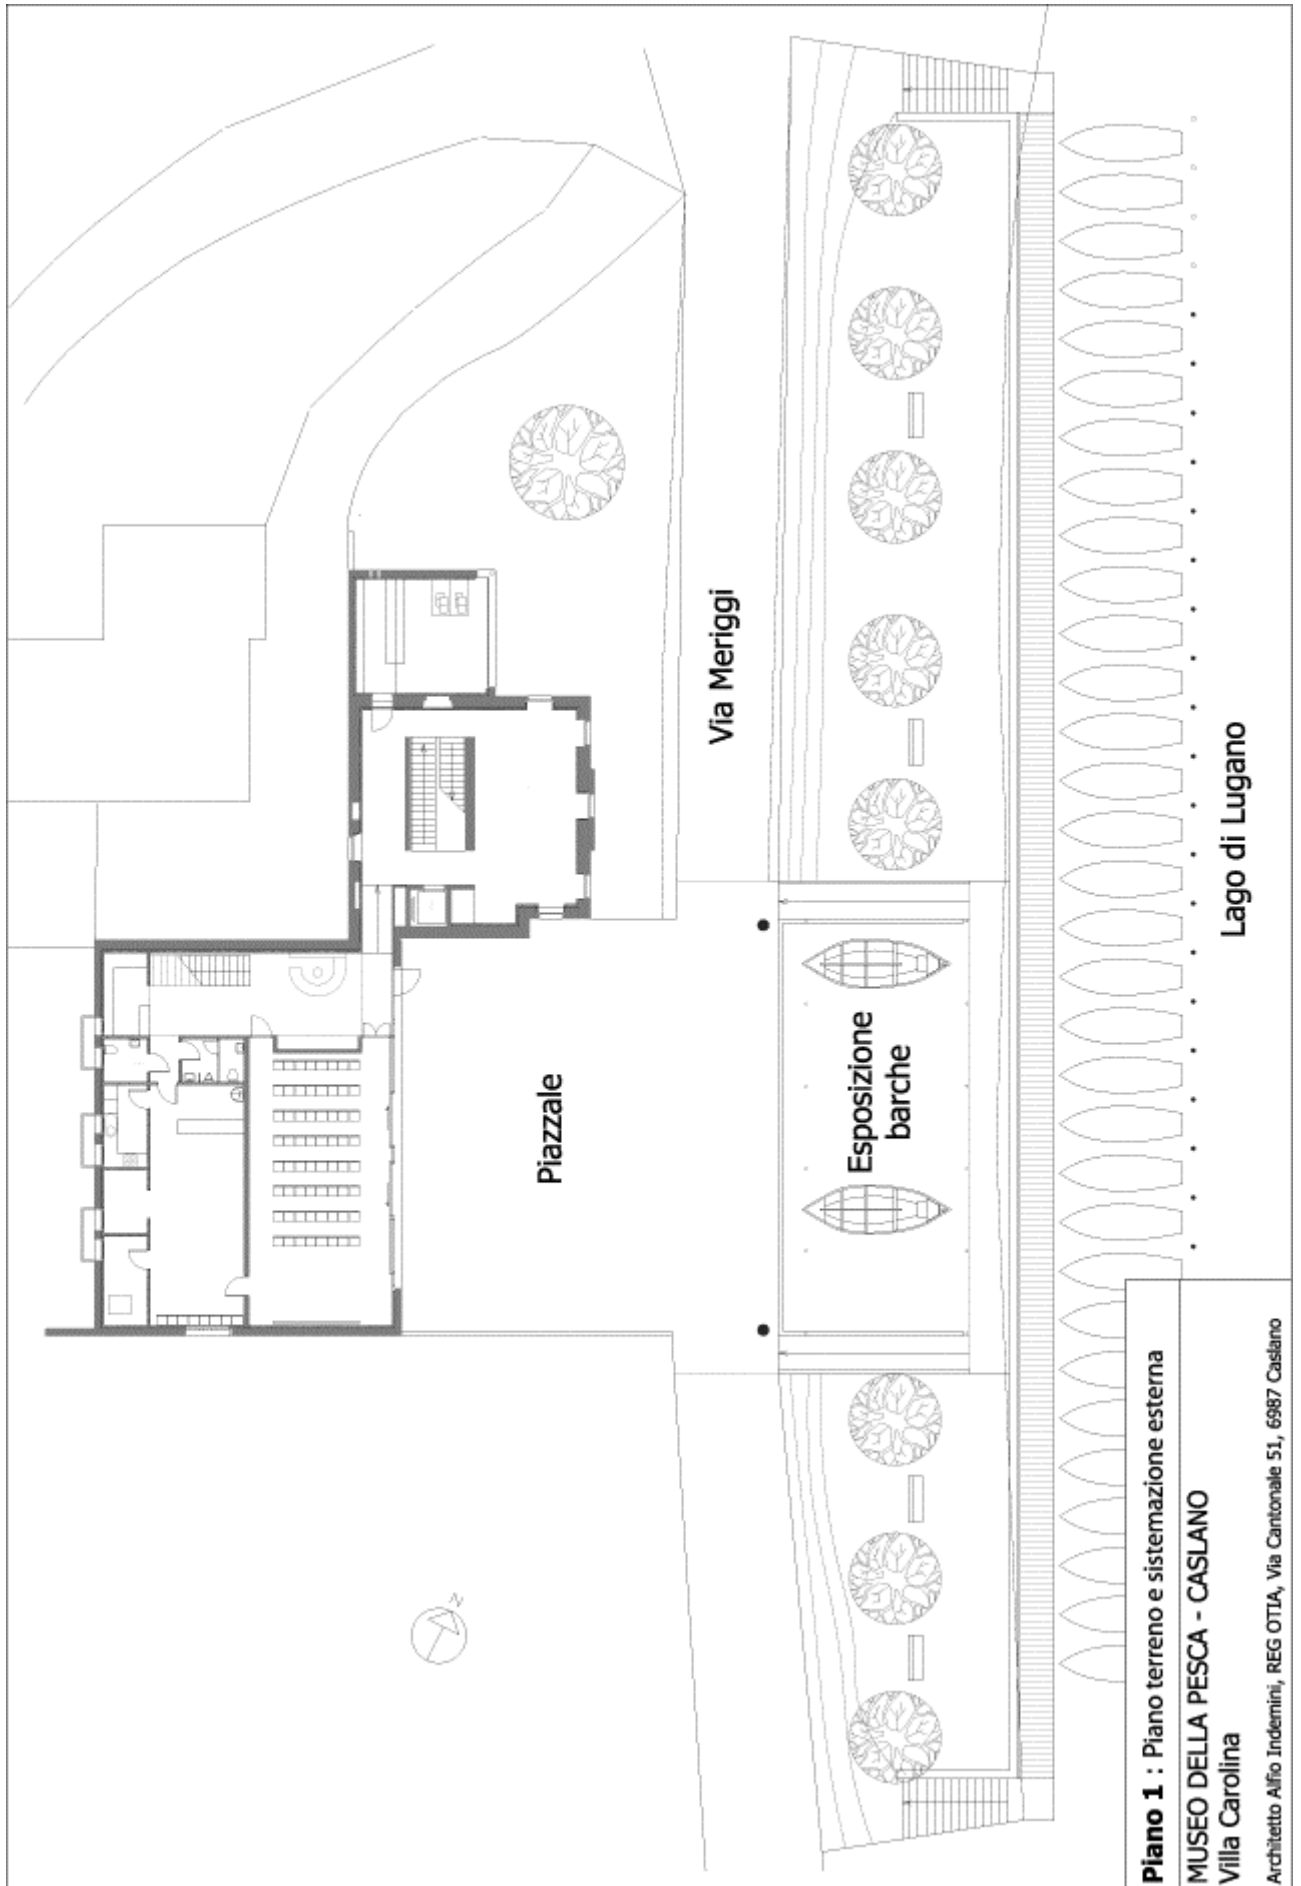 Via Meriggi
Piazzale
Esposizione
barche
Lago di Lugano
N
Piano 1 : Piano terreno e sistemazione esterna
MUSEO DELLA PESCA - CASLANO
Villa Carolina
Architetto Alfio Indemini, REG OTIA, Via Cantonale 51, 6987 Caslano